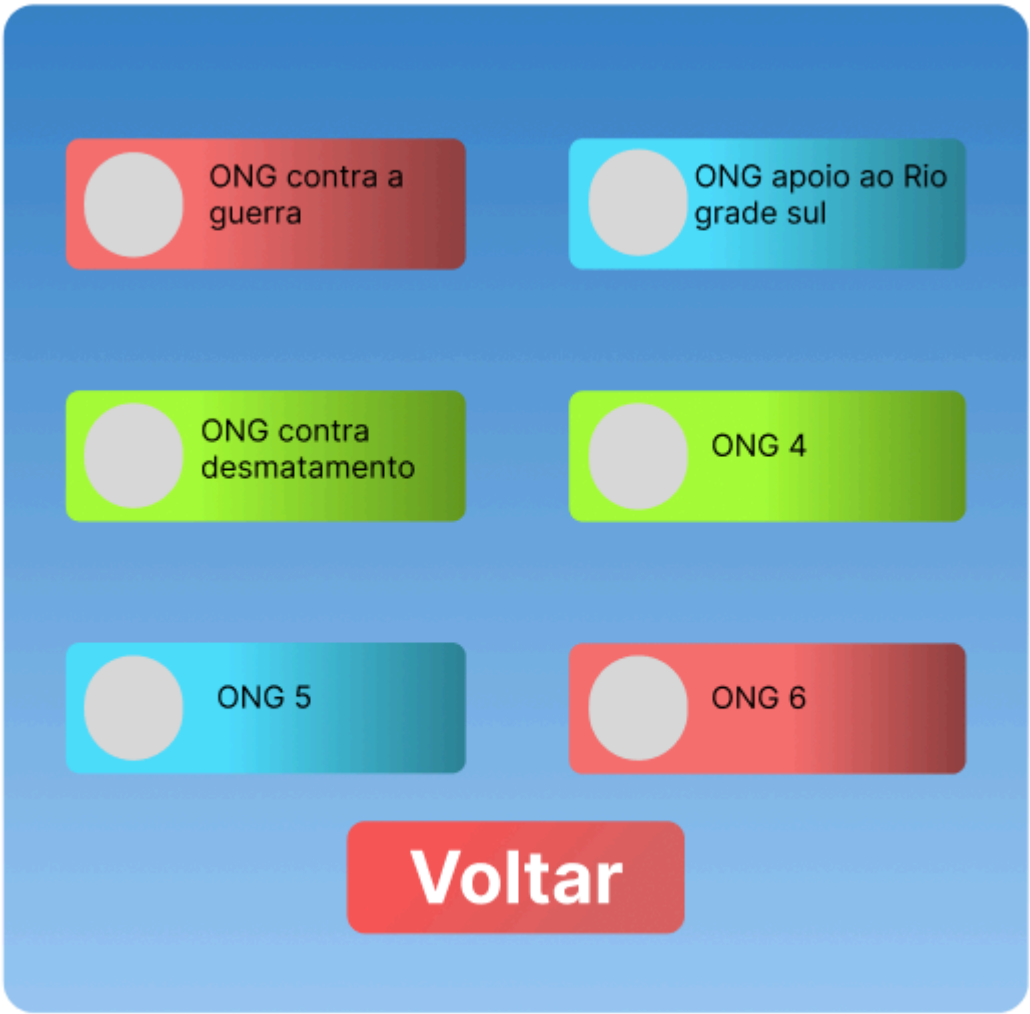 ONG contra a
guerra
ONG apoio ao Rio
grade sul
ONG contra
desmatamento
ONG 4
ONG 5
ONG 6
Voltar